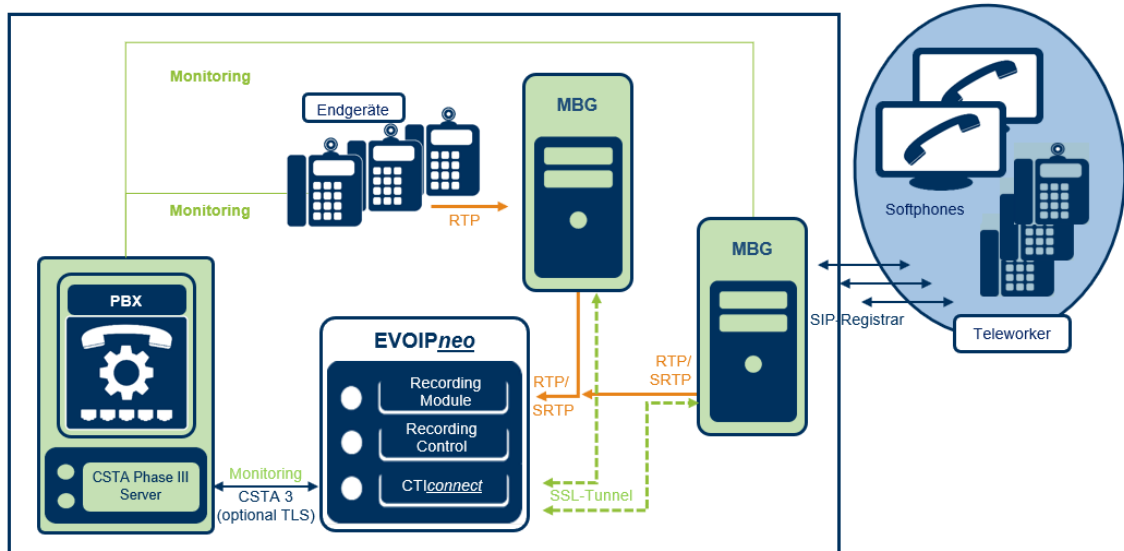 Monitoring
Endgeräte
MBG
Monitoring
RTP
Softphones
MBG
PBX
SIP-Registrar
Teleworker
EVOIPneo
Recording
Module
RTP/
SRTP
RTP/
SRTP
Recording
Control
CSTA Phase III
Server
Monitoring
CSTA 3
(optional TLS)
CTIconnect
SSL-Tunnel